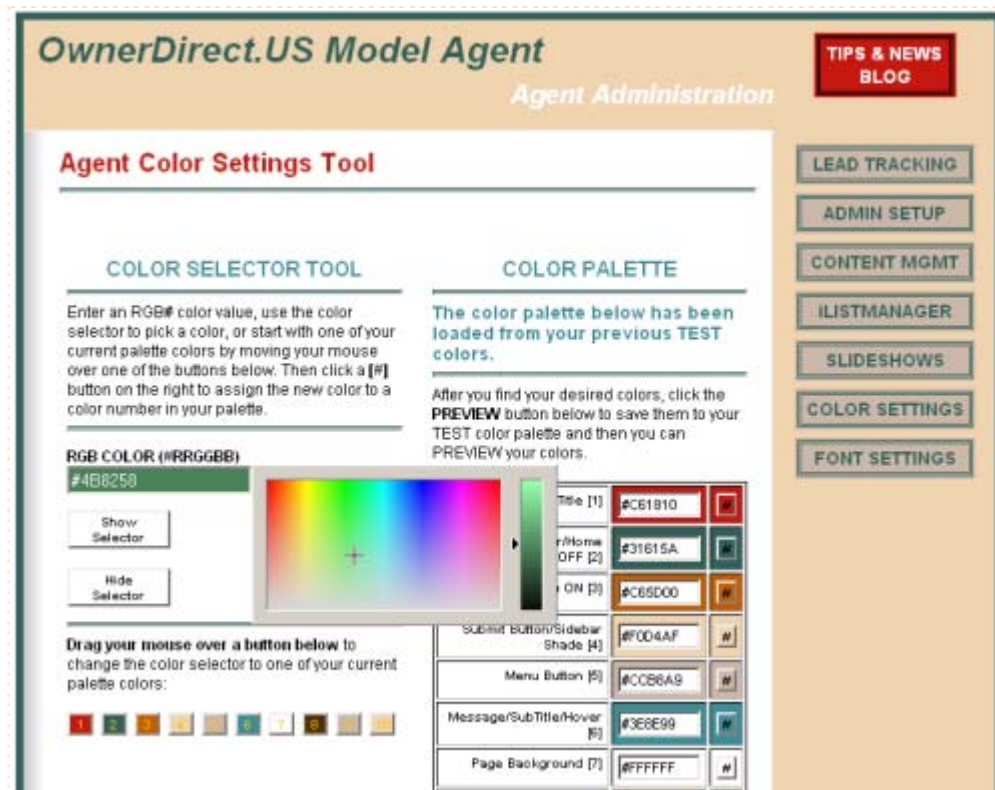 OwnerDirect.US Model Agent
Agent Administration
TIPS & NEWS
BLOG
Agent Color Settings Tool
LEAD TRACKING
ADMIN SETUP
CONTENT MGMT
ILISTMANAGER
SLIDESHOWS
COLOR SETTINGS
FONT SETTINGS
COLOR SELECTOR TOOL
Enter an RGB# color value, use the color
selector to pick a color, or start with one of your
current palette colors by moving your mouse
over one of the buttons below. Then click a [#]
button on the right to assign the new color to a
color number in your palette.
RGB COLOR (#RRGGBB)
#4B8258
Show
Selector
Hide
Selector
Drag your mouse over a button below to
change the color selector to one of your current
palette colors:
1 2 3 4 6 7 8 10
COLOR PALETTE
The color palette below has been
loaded from your previous TEST
colors.
After you find your desired colors, click the
PREVIEW button below to save them to your
TEST color palette and then you can
PREVIEW your colors.
Title [1] #C61810 #
r/Home
OFF [2] #31615A #
ON [3] #C65D00 #
Submit Button/Sidebar
Shade [4] #F0D4AF #
Menu Button [5] #CCB6A9 #
Message/SubTitle/Hover
[6] #3E8E99 #
Page Background [7] #FFFFFF #